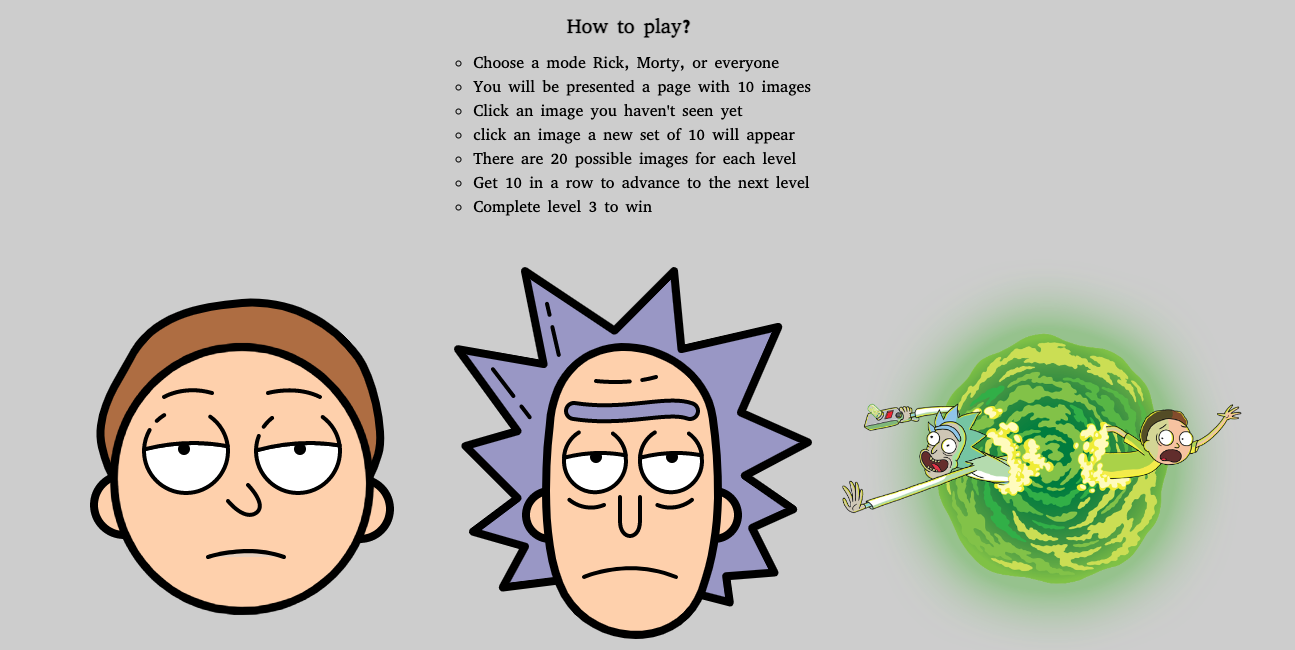 How to play?
Choose a mode Rick, Morty, or everyone
You will be presented a page with 10 images
Click an image you haven't seen yet
click an image a new set of 10 will appear
There are 20 possible images for each level
Get 10 in a row to advance to the next level
Complete level 3 to win